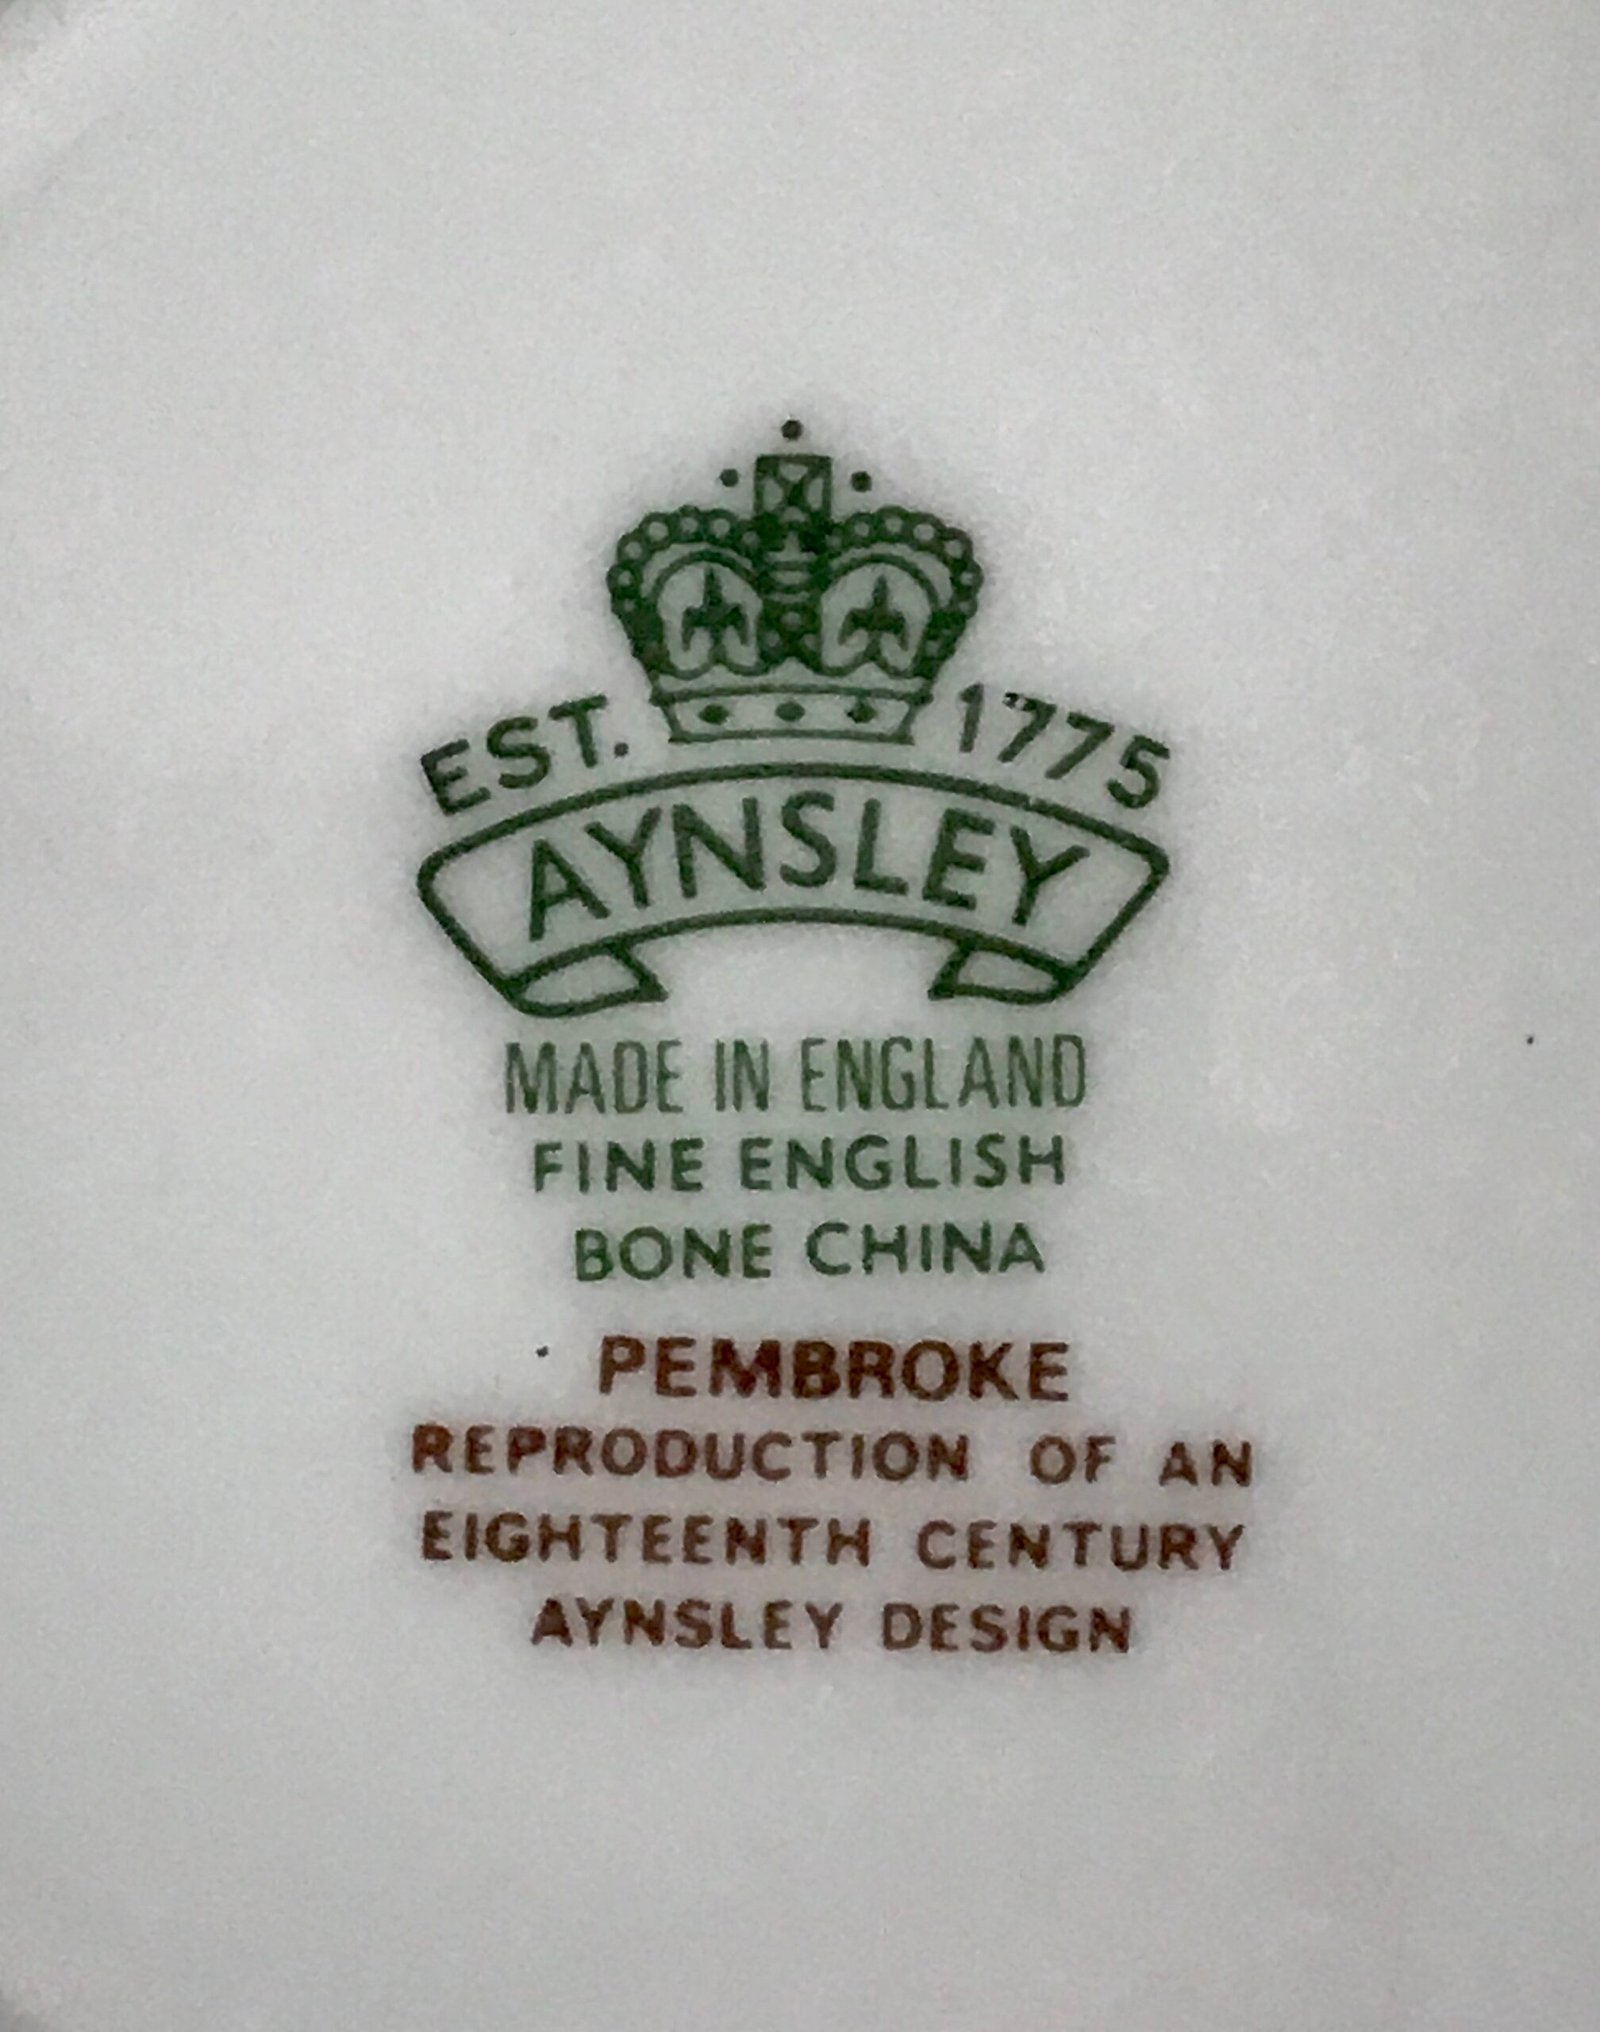 EST. 1775
AYNSLEY
MADE IN ENGLAND
FINE ENGLISH
BONE CHINA
PEMBROKE
REPRODUCTION OF AN
EIGHTEENTH CENTURY
AYNSLEY DESIGN